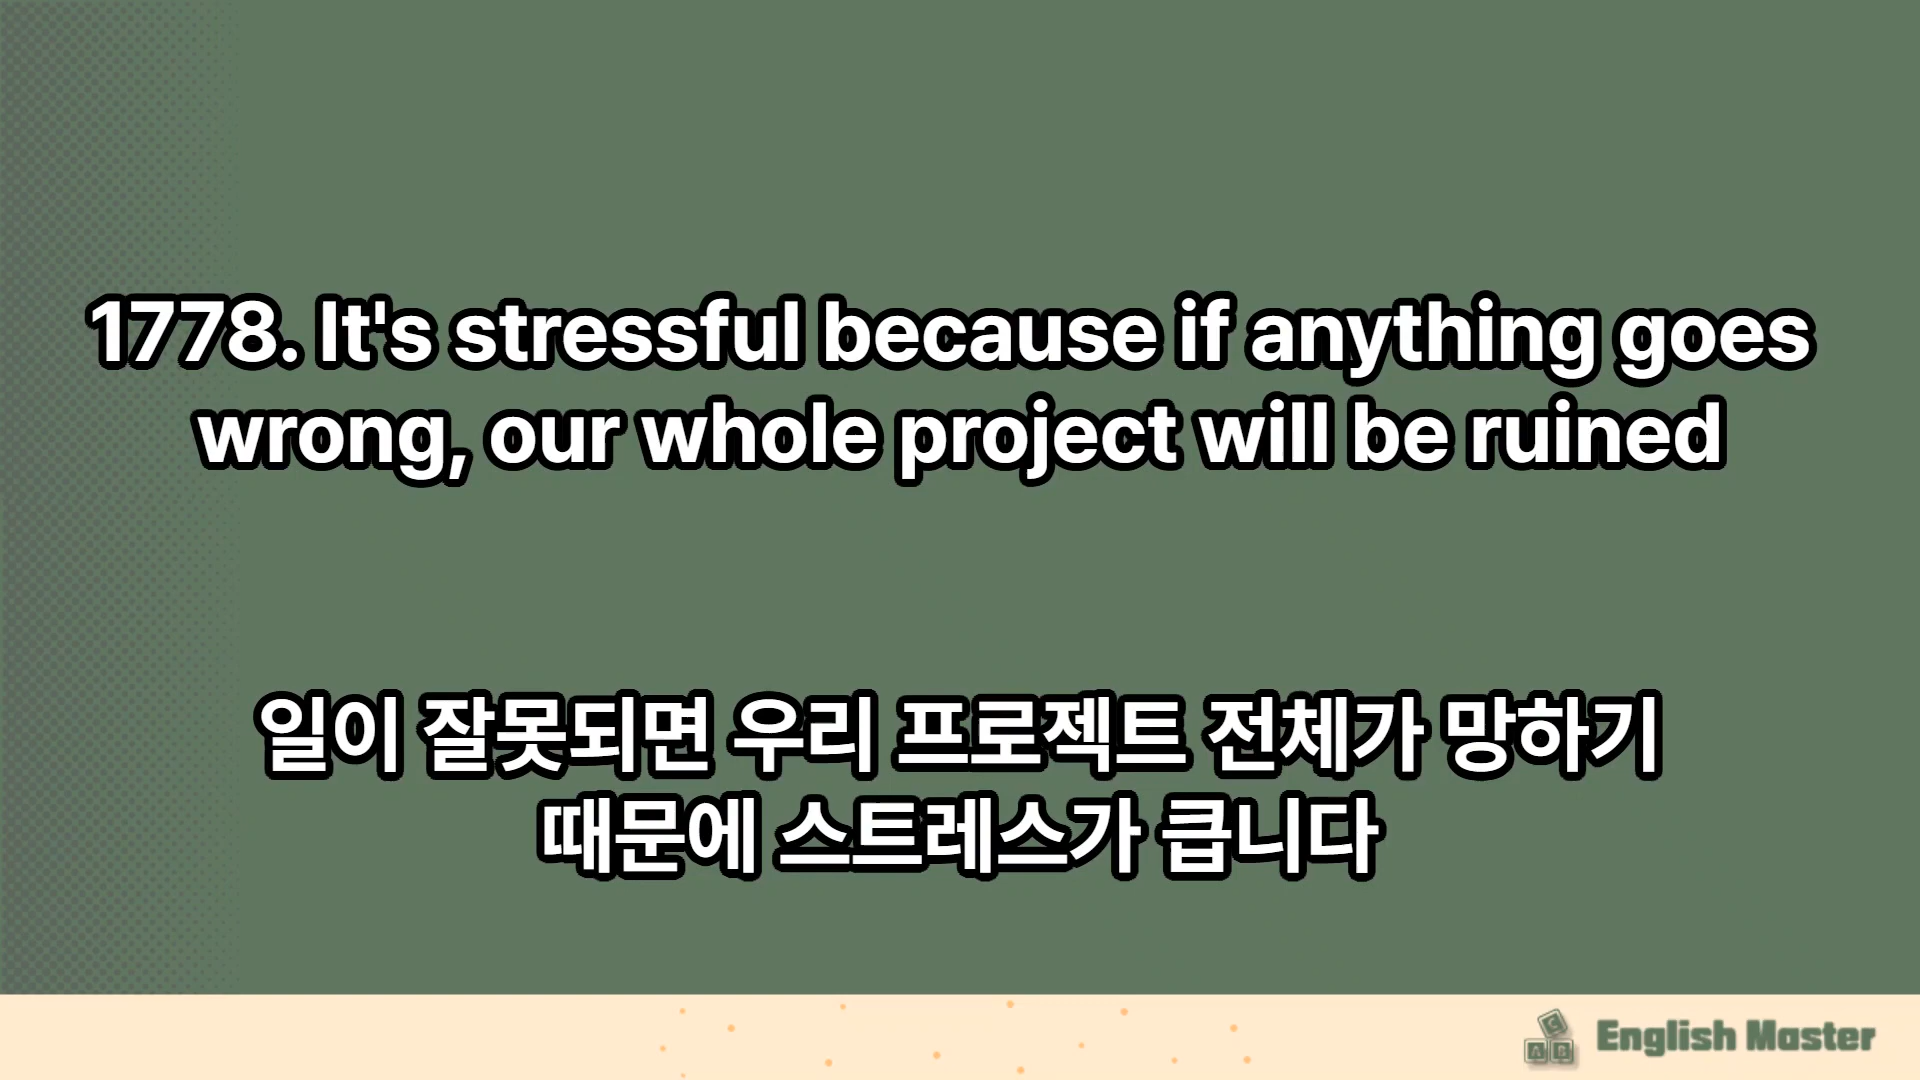 1778. It's stressful because if anything goes
wrong, our whole project will be ruined
일이 잘못되면 우리 프로젝트 전체가 망하기
때문에 스트레스가 큽니다
C
A B
English Master